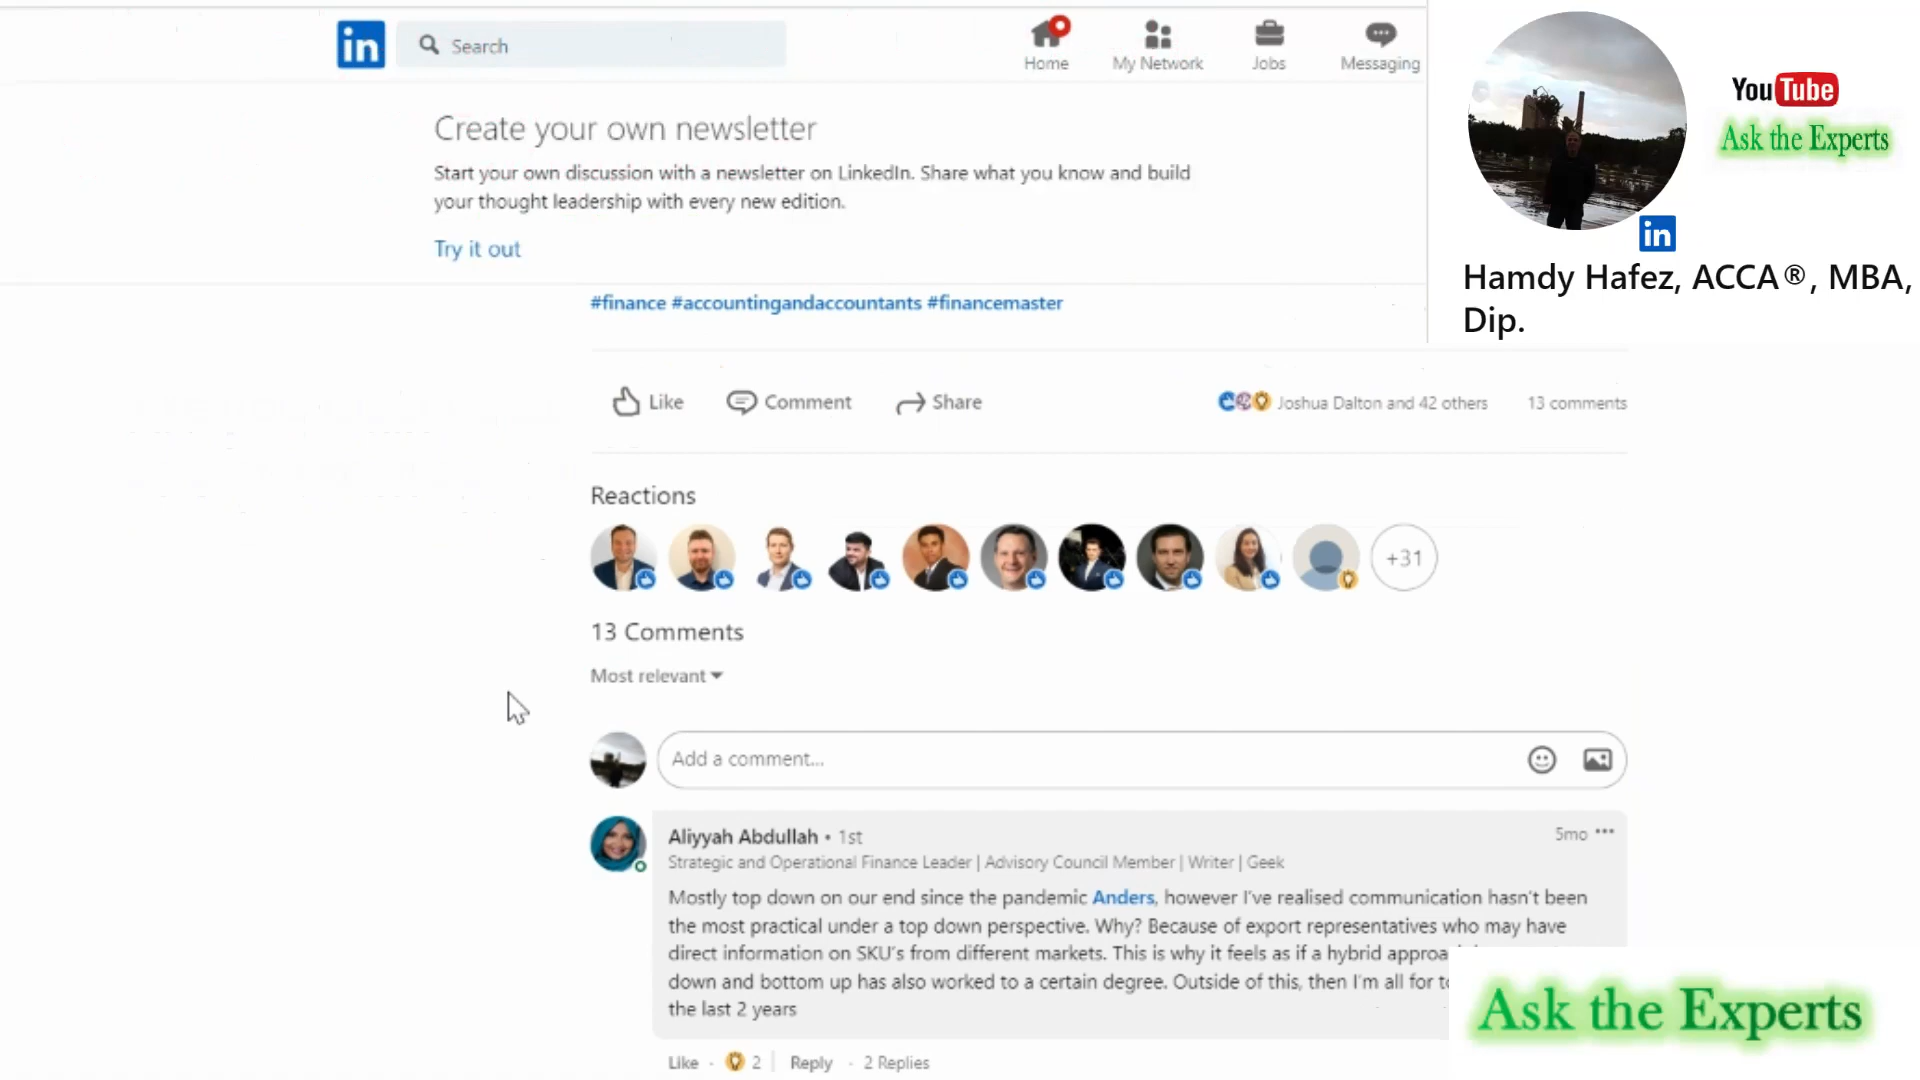 in
Search
Home
My Network
Jobs
Messaging
YouTube
Ask the Experts
in
Hamdy Hafez, ACCA®, MBA,
Dip.
Create your own newsletter
Start your own discussion with a newsletter on LinkedIn. Share what you know and build
your thought leadership with every new edition.
Try it out
#finance #accountingandaccountants #financemaster
Like
Comment
Share
Joshua Dalton and 42 others
13 comments
Reactions
+31
13 Comments
Most relevant
Add a comment...
Aliyyah Abdullah • 1st
5mo
Strategic and Operational Finance Leader | Advisory Council Member | Writer | Geek
Mostly top down on our end since the pandemic Anders, however I've realised communication hasn't been
the most practical under a top down perspective. Why? Because of export representatives who may have
direct information on SKU's from different markets. This is why it feels as if a hybrid
down and bottom up has also worked to a certain degree. Outside of this, then I'm all for
the last 2 years
Like · 2 | Reply · 2 Replies
Ask the Experts